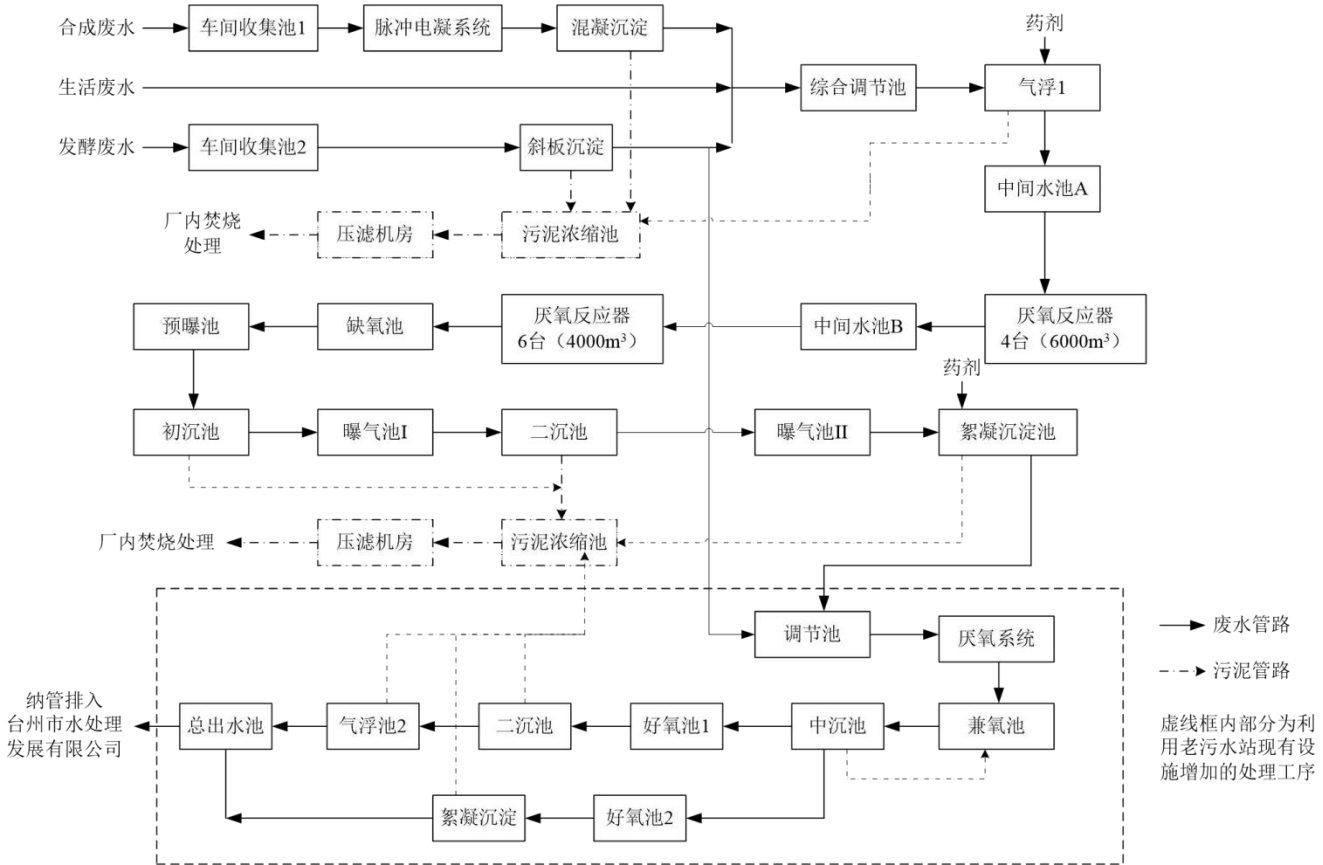 合成废水
车间收集池1
脉冲电凝系统
混凝沉淀
药剂
生活废水
综合调节池
气浮1
发酵废水
车间收集池2
斜板沉淀
中间水池A
厂内焚烧
处理
压滤机房
污泥浓缩池
预曝池
缺氧池
厌氧反应器
6台（4000m³）
中间水池B
厌氧反应器
4台（6000m³）
药剂
初沉池
曝气池I
二沉池
曝气池II
絮凝沉淀池
厂内焚烧处理
压滤机房
污泥浓缩池
调节池
厌氧系统
废水管路
污泥管路
纳管排入
台州市水处理
发展有限公司
总出水池
气浮池2
二沉池
好氧池1
中沉池
兼氧池
虚线框内部分为利
用老污水站现有设
施增加的处理工序
絮凝沉淀
好氧池2